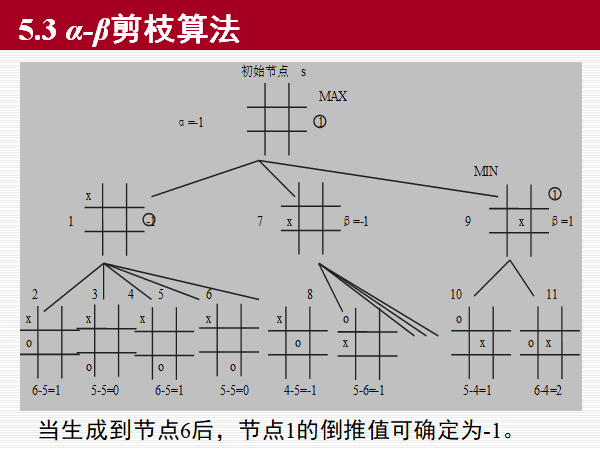 5.3 α-β剪枝算法
初始节点 s
MAX
α=-1 1
MIN
x 1
1 -1 7 x β=-1 9 x β=1
2 3 4 5 6 8 10 11
x x x x x o o
o o x x o x
o o o
6-5=1 5-5=0 6-5=1 5-5=0 4-5=-1 5-6=-1 5-4=1 6-4=2
当生成到节点6后，节点1的倒推值可确定为-1。